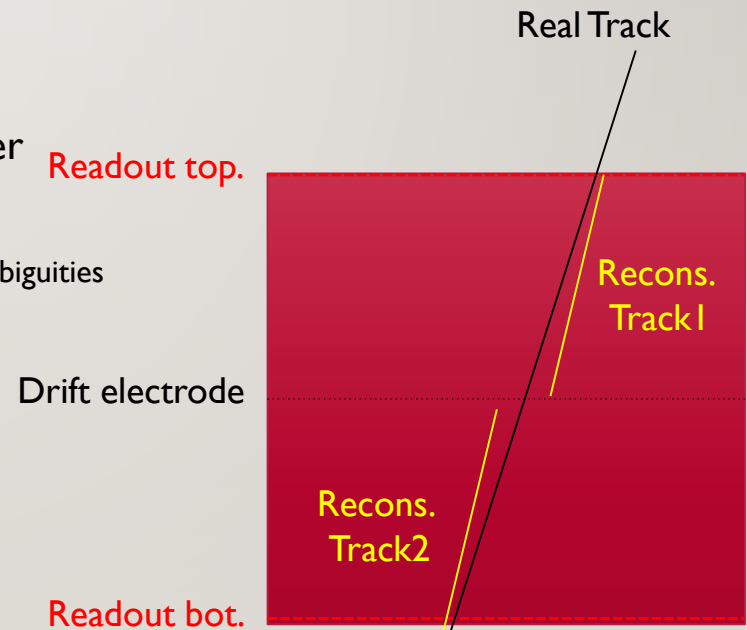 Real Track
er
Readout top.
biguities
Recons.
Track1
Drift electrode
Recons.
Track2
Readout bot.